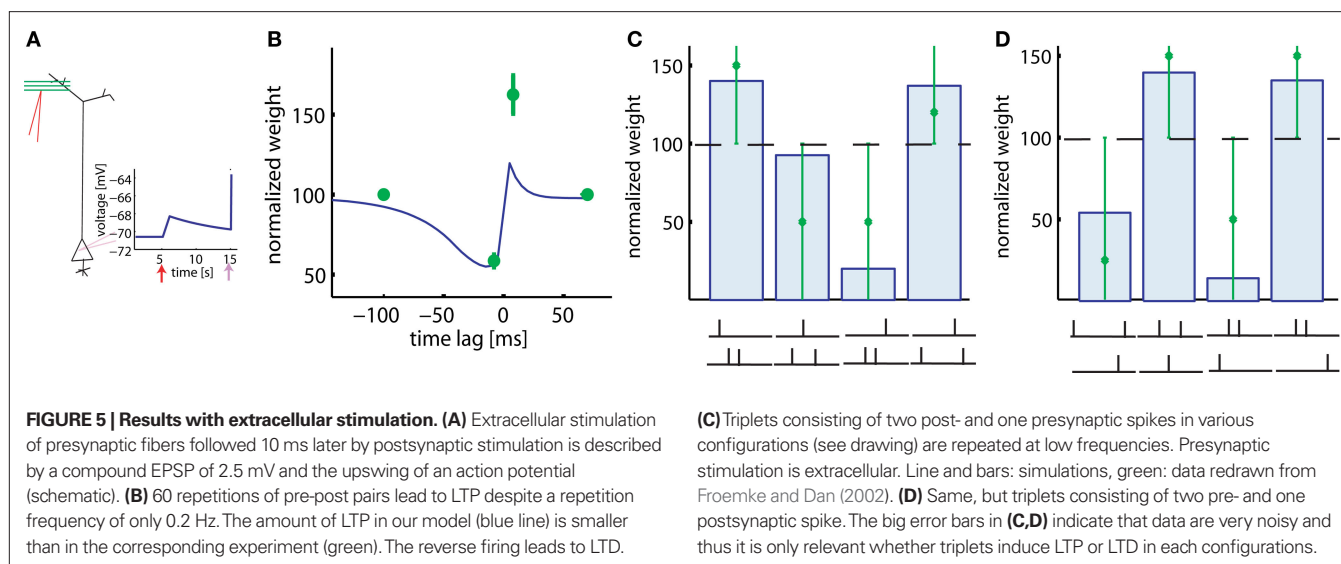 A
B
C
D
voltage [mV]
−64
−66
−68
−70
−72
5
10
15
time [s]
normalized weight
150
100
50
−100
−50
0
50
time lag [ms]
normalized weight
150
100
50
normalized weight
150
100
50
FIGURE 5 | Results with extracellular stimulation. (A) Extracellular stimulation
of presynaptic fibers followed 10 ms later by postsynaptic stimulation is described
by a compound EPSP of 2.5 mV and the upswing of an action potential
(schematic). (B) 60 repetitions of pre-post pairs lead to LTP despite a repetition
frequency of only 0.2 Hz. The amount of LTP in our model (blue line) is smaller
than in the corresponding experiment (green). The reverse firing leads to LTD.
(C) Triplets consisting of two post- and one presynaptic spikes in various
configurations (see drawing) are repeated at low frequencies. Presynaptic
stimulation is extracellular. Line and bars: simulations, green: data redrawn from
Froemke and Dan (2002). (D) Same, but triplets consisting of two pre- and one
postsynaptic spike. The big error bars in (C,D) indicate that data are very noisy and
thus it is only relevant whether triplets induce LTP or LTD in each configurations.